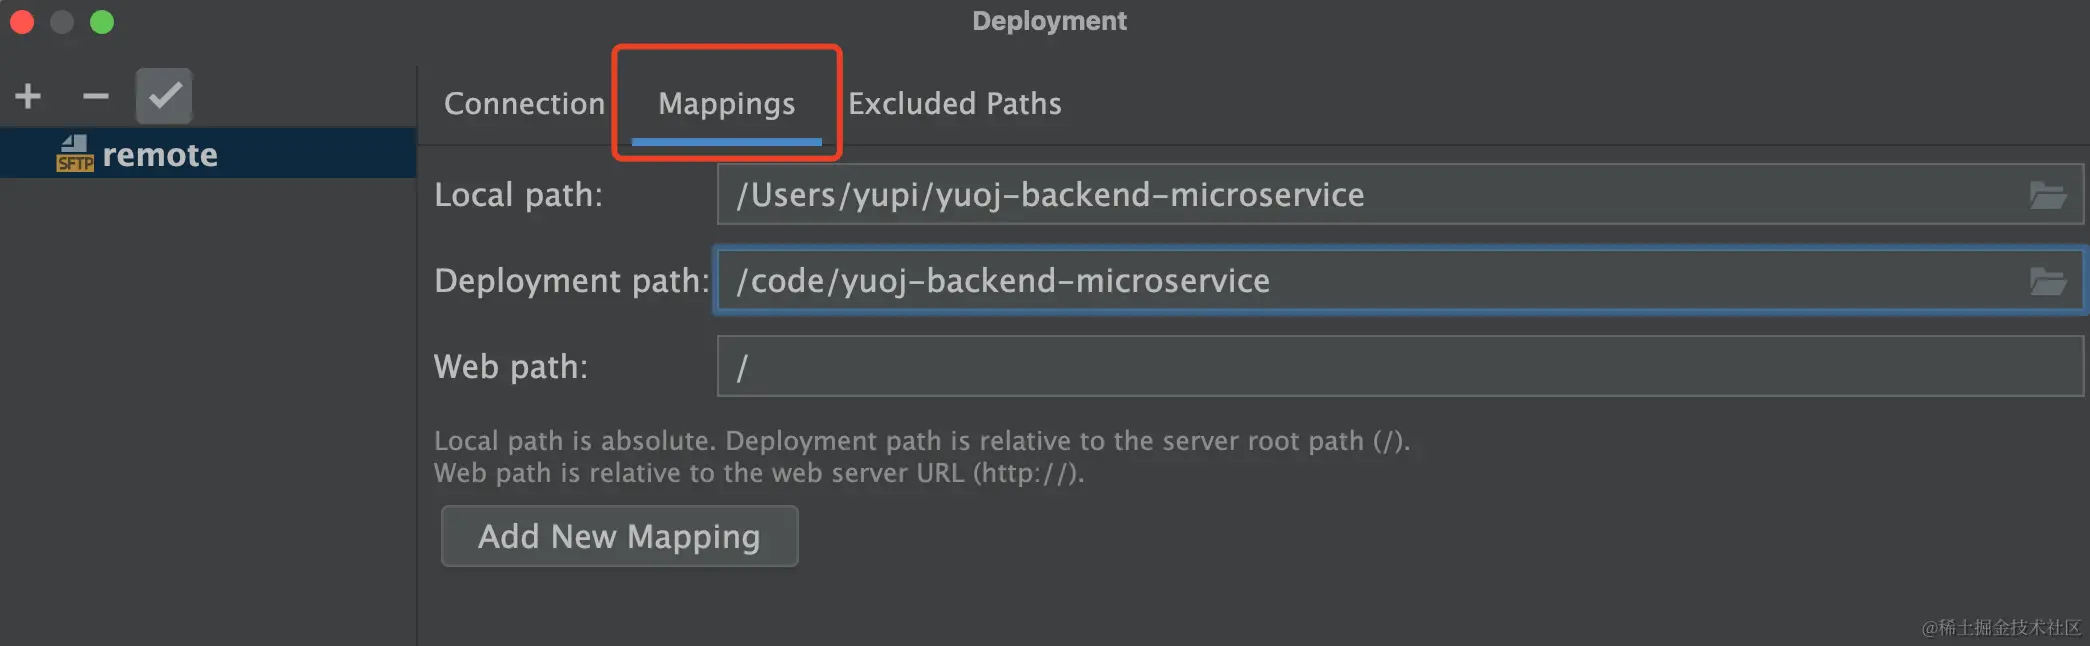 Deployment
Connection Mappings Excluded Paths
SFTP remote
Local path: /Users/yupi/yuoj-backend-microservice
Deployment path: /code/yuoj-backend-microservice
Web path: /
Local path is absolute. Deployment path is relative to the server root path (/).
Web path is relative to the web server URL (http://).
Add New Mapping
@稀土掘金技术社区